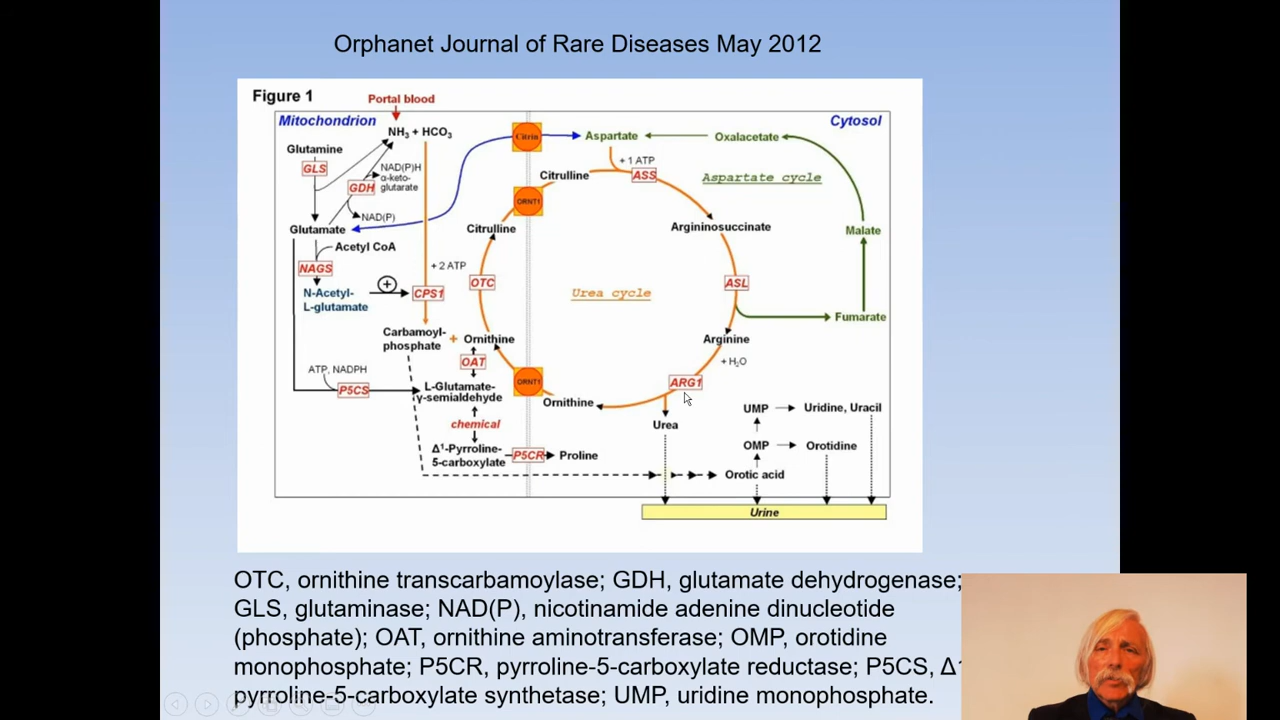 Orphanet Journal of Rare Diseases May 2012
Figure 1
Portal blood
Mitochondrion
Cytosol
NH₃ + HCO₃
Citrin
Aspartate
Oxalacetate
Glutamine
GLS
NAD(P)H
α-keto-
glutarate
GDH
NAD(P)
+ 1 ATP
Citrulline
ASS
Aspartate cycle
ORNT1
Glutamate
Citrulline
Argininosuccinate
Malate
Acetyl CoA
NAGS
+ 2 ATP
N-Acetyl-
L-glutamate
+
CPS1
OTC
Urea cycle
ASL
Fumarate
Carbamoyl-
phosphate
+
Ornithine
Arginine
+ H₂O
OAT
ATP, NADPH
P5CS
L-Glutamate-
γ-semialdehyde
ORNT1
Ornithine
ARG1
Urea
UMP
Uridine, Uracil
chemical
OMP
Orotidine
Δ¹-Pyrroline-
5-carboxylate
P5CR
Proline
Orotic acid
Urine
OTC, ornithine transcarbamoylase; GDH, glutamate dehydrogenase;
GLS, glutaminase; NAD(P), nicotinamide adenine dinucleotide
(phosphate); OAT, ornithine aminotransferase; OMP, orotidine
monophosphate; P5CR, pyrroline-5-carboxylate reductase; P5CS, Δ¹
pyrroline-5-carboxylate synthetase; UMP, uridine monophosphate.